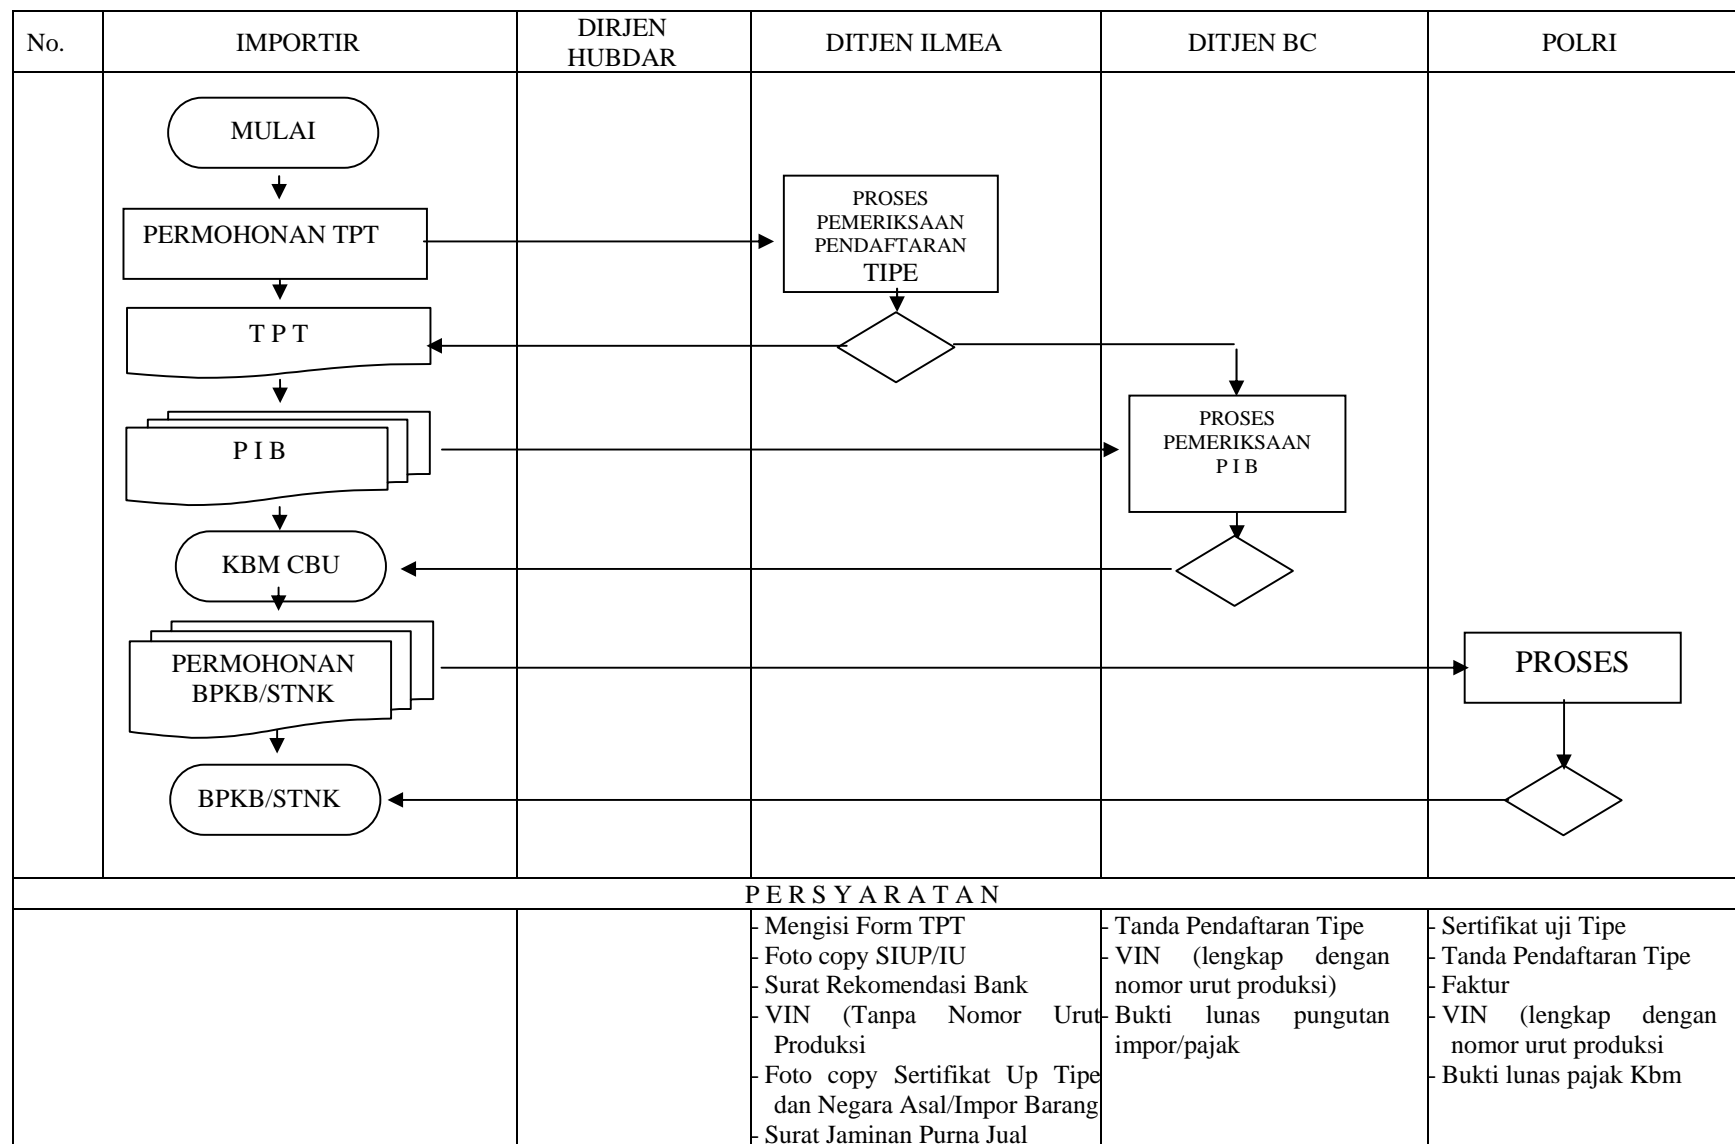 No.
IMPORTIR
DIRJEN
HUBDAR
DITJEN ILMEA
DITJEN BC
POLRI
MULAI
PERMOHONAN TPT
PROSES
PEMERIKSAAN
PENDAFTARAN
TIPE
T P T
P I B
PROSES
PEMERIKSAAN
P I B
KBM CBU
PERMOHONAN
BPKB/STNK
PROSES
BPKB/STNK
P E R S Y A R A T A N
- Mengisi Form TPT
- Foto copy SIUP/IU
- Surat Rekomendasi Bank
- VIN (Tanpa Nomor Urut
Produksi
- Foto copy Sertifikat Up Tipe
dan Negara Asal/Impor Barang
- Surat Jaminan Purna Jual
- Tanda Pendaftaran Tipe
- VIN (lengkap dengan
nomor urut produksi)
- Bukti lunas pungutan
impor/pajak
- Sertifikat uji Tipe
- Tanda Pendaftaran Tipe
- Faktur
- VIN (lengkap dengan
nomor urut produksi
- Bukti lunas pajak Kbm